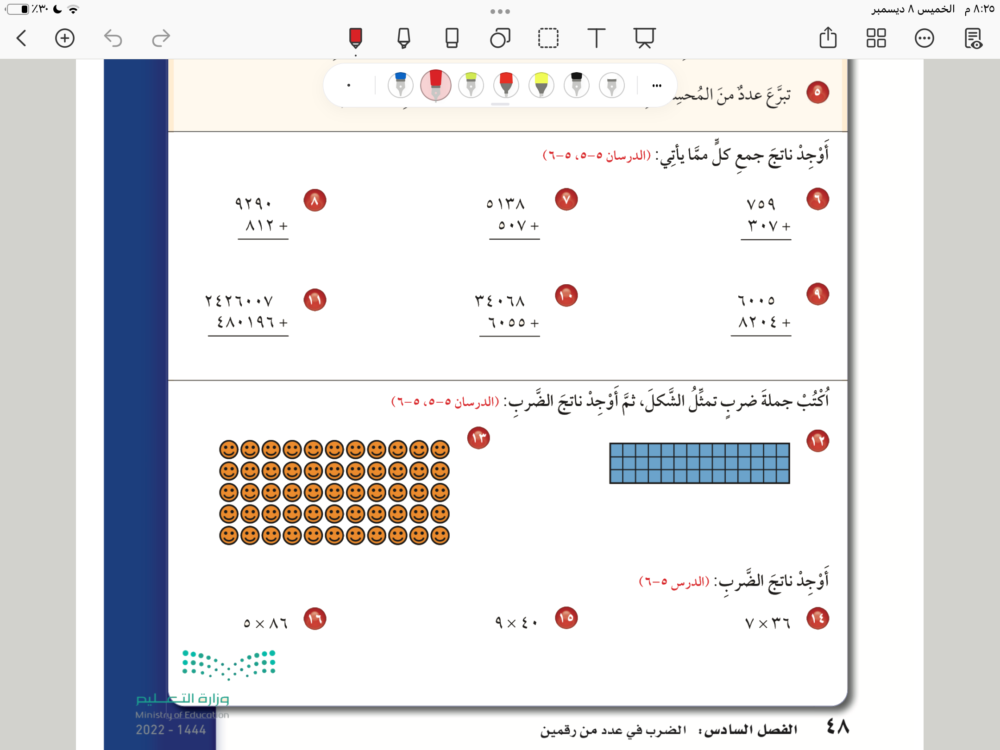 ٨:٢٥ م الخميس ٨ ديسمبر ٣٠٪
٥ تبرَّعَ عددٌ منَ
أَوْجِدْ ناتجَ جمعِ كلٍّ ممَّا يأتِي: (الدرسان ٥-٥، ٥-٦)
٦ ٧ ٨
٧٥٩ ٥١٣٨ ٩٢٩٠
+ ٣٠٧ + ٥٠٧ + ٨١٢
٩ ١٠ ١١
٦٠٠٥ ٣٤٠٦٨ ٢٤٢٦٠٠٧
+ ٨٢٠٤ + ٦٠٥٥ + ٤٨٠١٩٦
اُكْتُبْ جملةَ ضربٍ تمثِّلُ الشَّكلَ، ثمَّ أَوْجِدْ ناتجَ الضَّربِ: (الدرسان ٥-٥، ٥-٦)
١٢ ١٣
أَوْجِدْ ناتجَ الضَّربِ: (الدرس ٥-٦)
١٤ ٣٦ × ٧ ١٥ ٤٠ × ٩ ١٦ ٨٦ × ٥
وزارة التعليم
Ministry of Education
2022 - 1444
٤٨ الفصل السادس: الضرب في عدد من رقمين